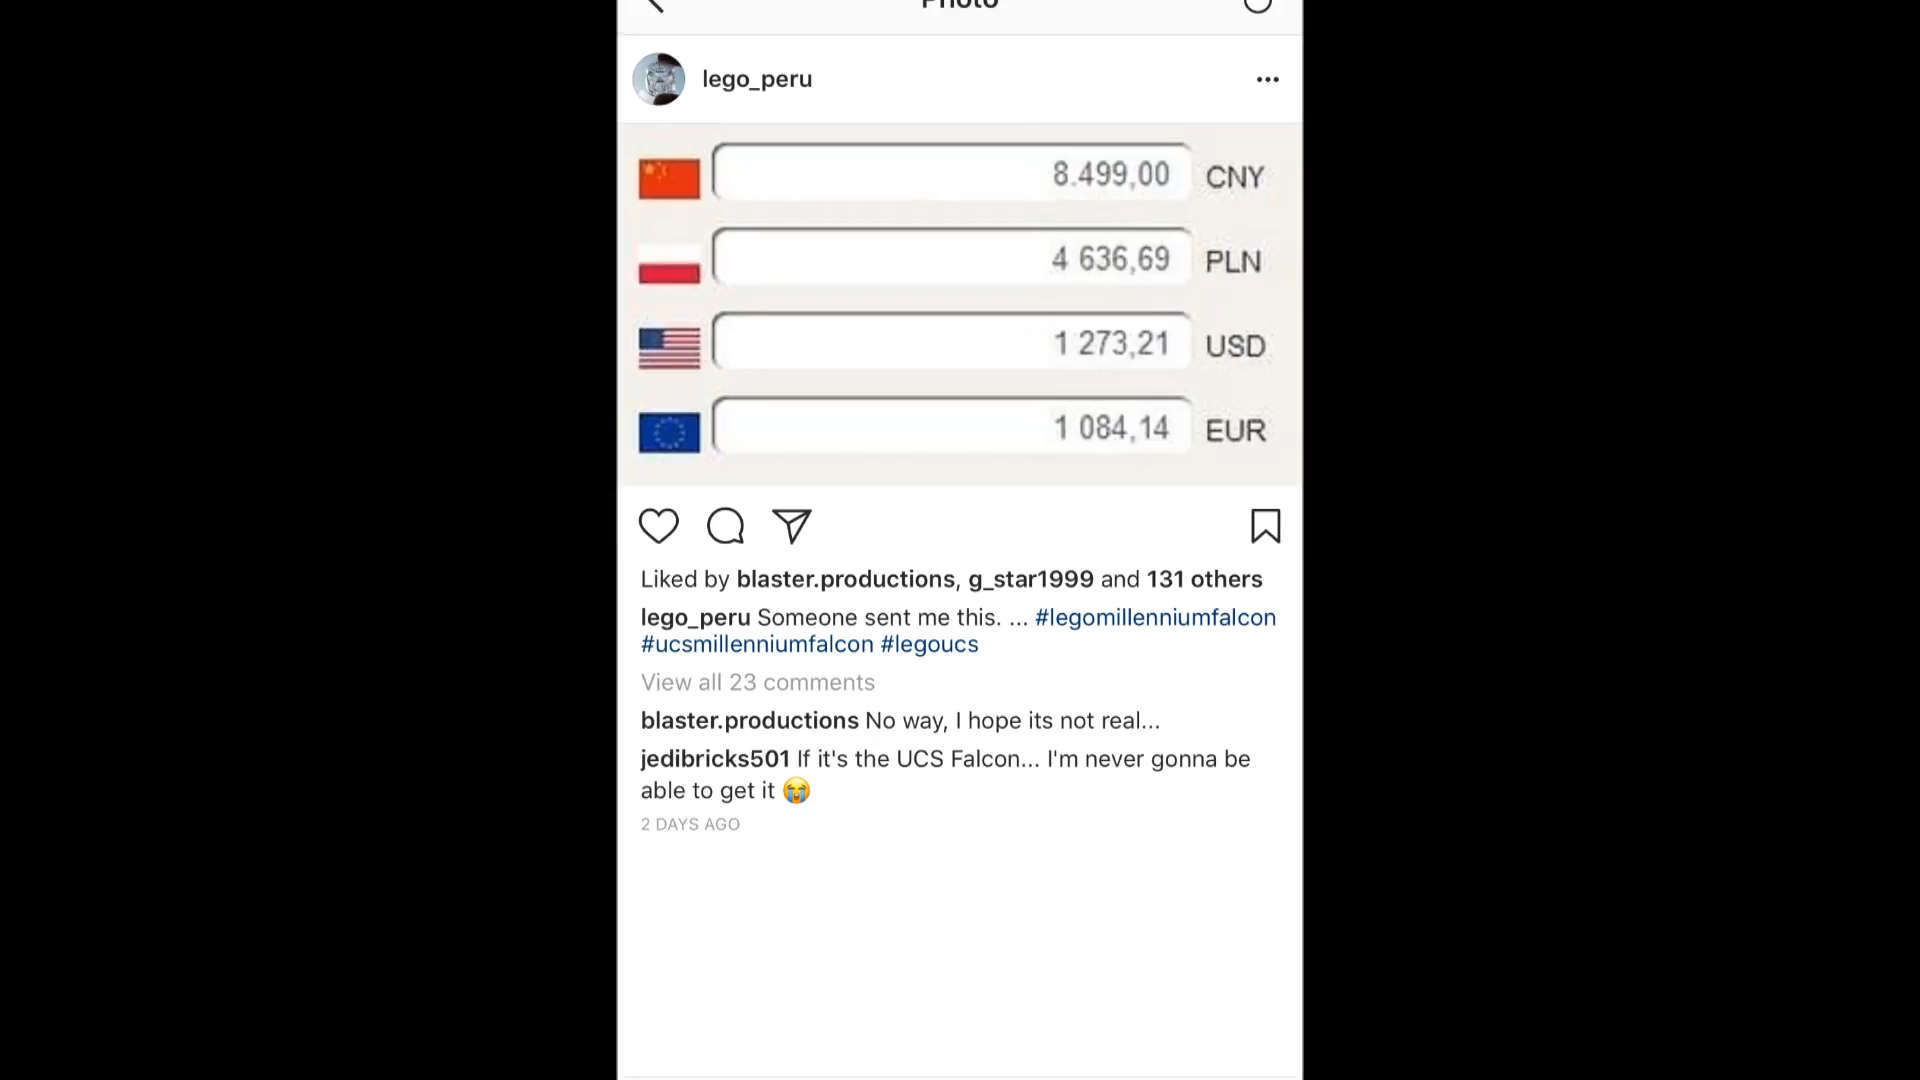 Photo
lego_peru
8.499,00 CNY
4 636,69 PLN
1 273,21 USD
1 084,14 EUR
Liked by blaster.productions, g_star1999 and 131 others
lego_peru Someone sent me this. ... #legomillenniumfalcon
#ucsmillenniumfalcon #legoucs
View all 23 comments
blaster.productions No way, I hope its not real...
jedibricks501 If it's the UCS Falcon... I'm never gonna be
able to get it 😭
2 DAYS AGO